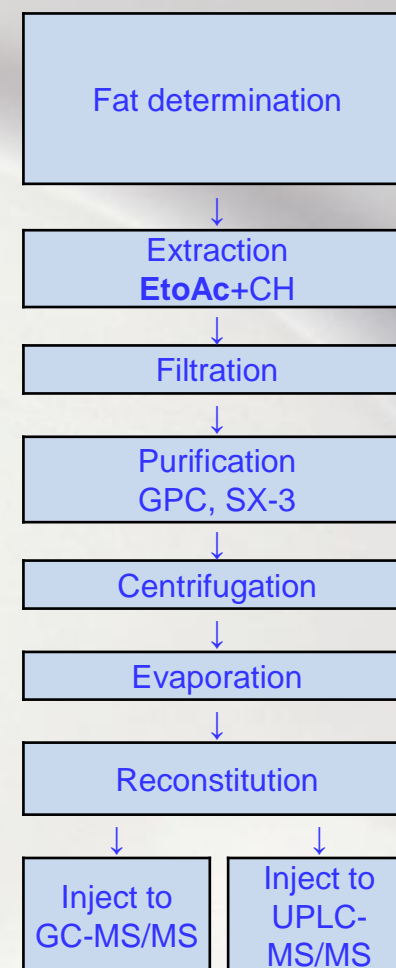 Fat determination
↓
Extraction
EtoAc+CH
↓
Filtration
↓
Purification
GPC, SX-3
↓
Centrifugation
↓
Evaporation
↓
Reconstitution
↓ ↓
Inject to
GC-MS/MS
Inject to
UPLC-
MS/MS